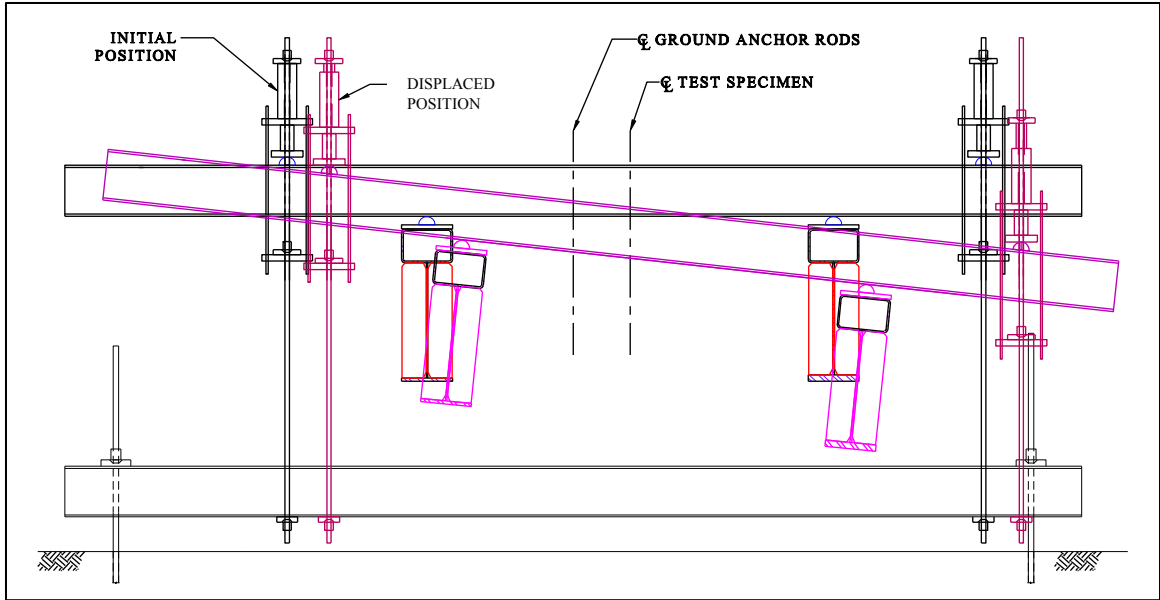 INITIAL
POSITION
DISPLACED
POSITION
℄ GROUND ANCHOR RODS
℄ TEST SPECIMEN